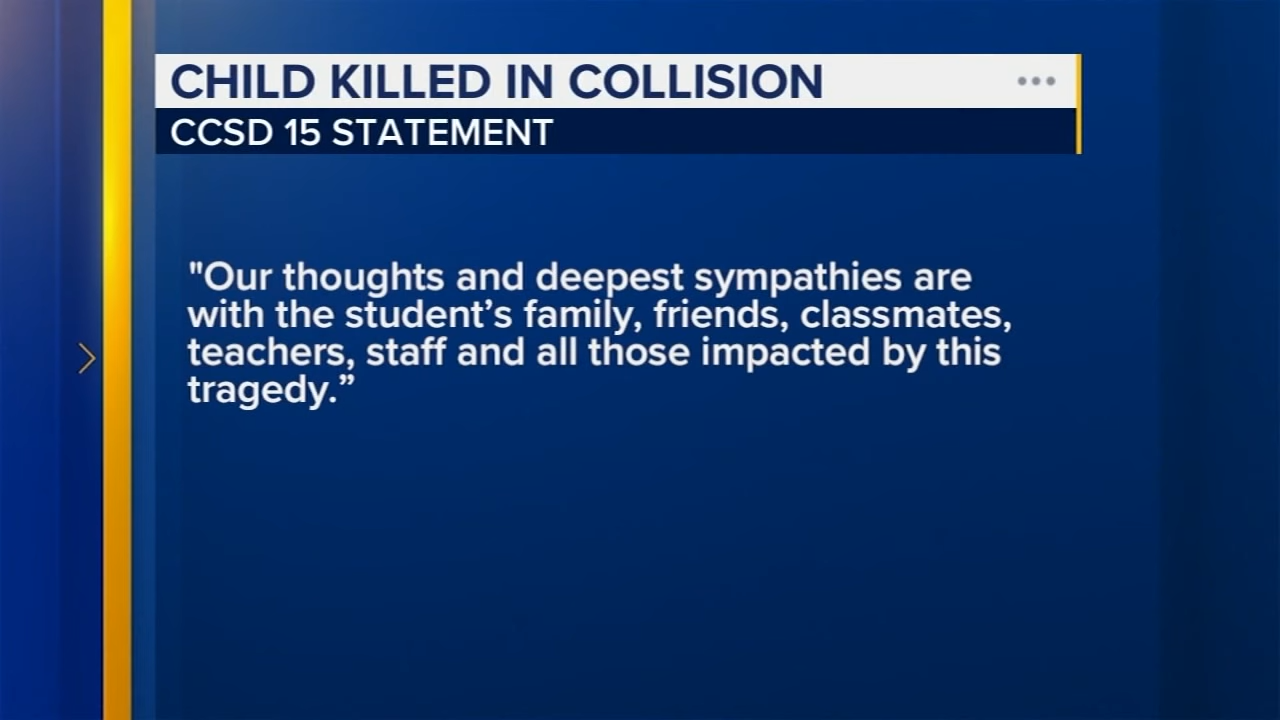 CHILD KILLED IN COLLISION
CCSD 15 STATEMENT
"Our thoughts and deepest sympathies are
with the student’s family, friends, classmates,
teachers, staff and all those impacted by this
tragedy.”